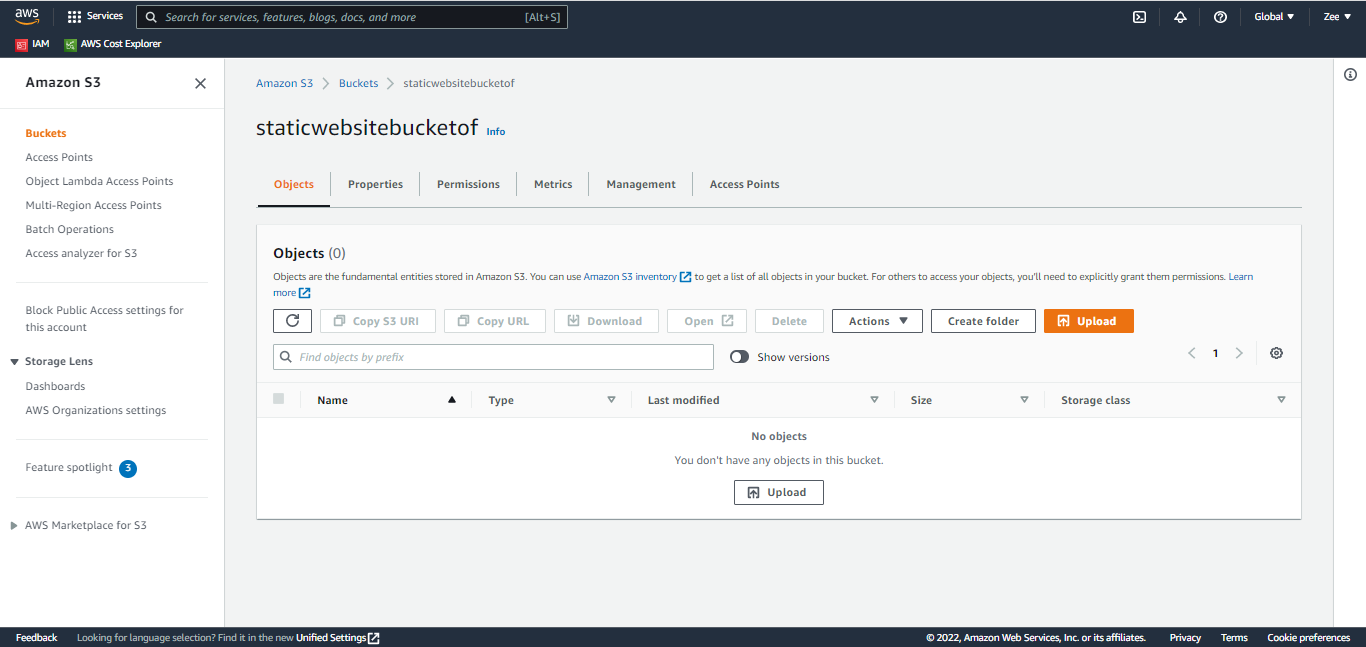 aws
Services
Search for services, features, blogs, docs, and more
[Alt+S]
Global
Zee
IAM
AWS Cost Explorer
Amazon S3
Buckets
Access Points
Object Lambda Access Points
Multi-Region Access Points
Batch Operations
Access analyzer for S3
Block Public Access settings for
this account
Storage Lens
Dashboards
AWS Organizations settings
Feature spotlight 3
AWS Marketplace for S3
Amazon S3 Buckets staticwebsitebucketof
staticwebsitebucketof Info
Objects Properties Permissions Metrics Management Access Points
Objects (0)
Objects are the fundamental entities stored in Amazon S3. You can use Amazon S3 inventory to get a list of all objects in your bucket. For others to access your objects, you'll need to explicitly grant them permissions. Learn
more
Copy S3 URI Copy URL Download Open Delete Actions Create folder Upload
Find objects by prefix Show versions 1
Name Type Last modified Size Storage class
No objects
You don't have any objects in this bucket.
Upload
Feedback Looking for language selection? Find it in the new Unified Settings © 2022, Amazon Web Services, Inc. or its affiliates. Privacy Terms Cookie preferences